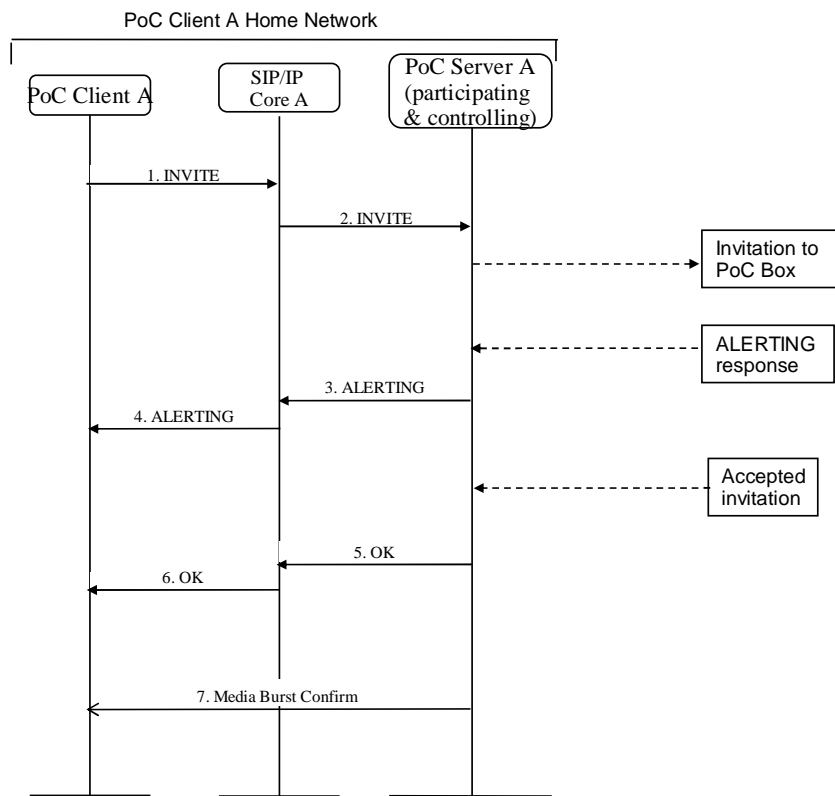 PoC Client A Home Network
PoC Client A
SIP/IP
Core A
PoC Server A
(participating
& controlling)
1. INVITE
2. INVITE
Invitation to
PoC Box
ALERTING
response
3. ALERTING
4. ALERTING
Accepted
invitation
5. OK
6. OK
7. Media Burst Confirm